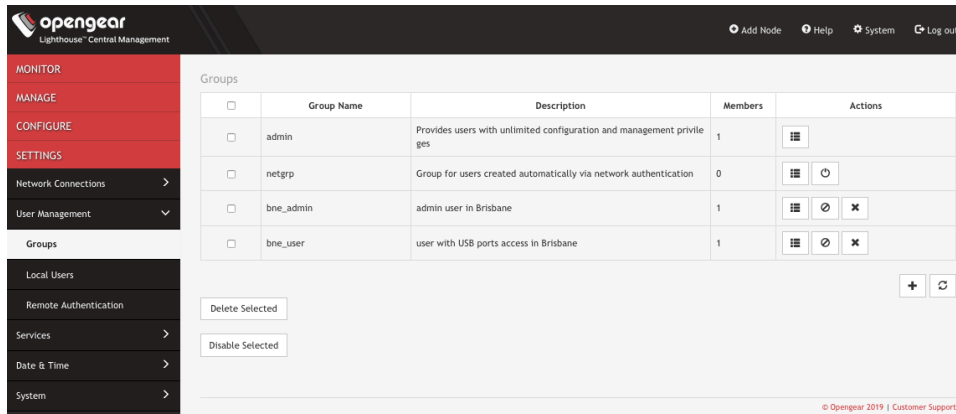 opengear
Lighthouse™ Central Management
Add Node Help System Log out
MONITOR
MANAGE
CONFIGURE
SETTINGS
Network Connections
User Management
Groups
Local Users
Remote Authentication
Services
Date & Time
System
Groups
Group Name Description Members Actions
admin Provides users with unlimited configuration and management privile
ges 1
netgrp Group for users created automatically via network authentication 0
bne_admin admin user in Brisbane 1
bne_user user with USB ports access in Brisbane 1
Delete Selected
Disable Selected
© Opengear 2019 | Customer Support